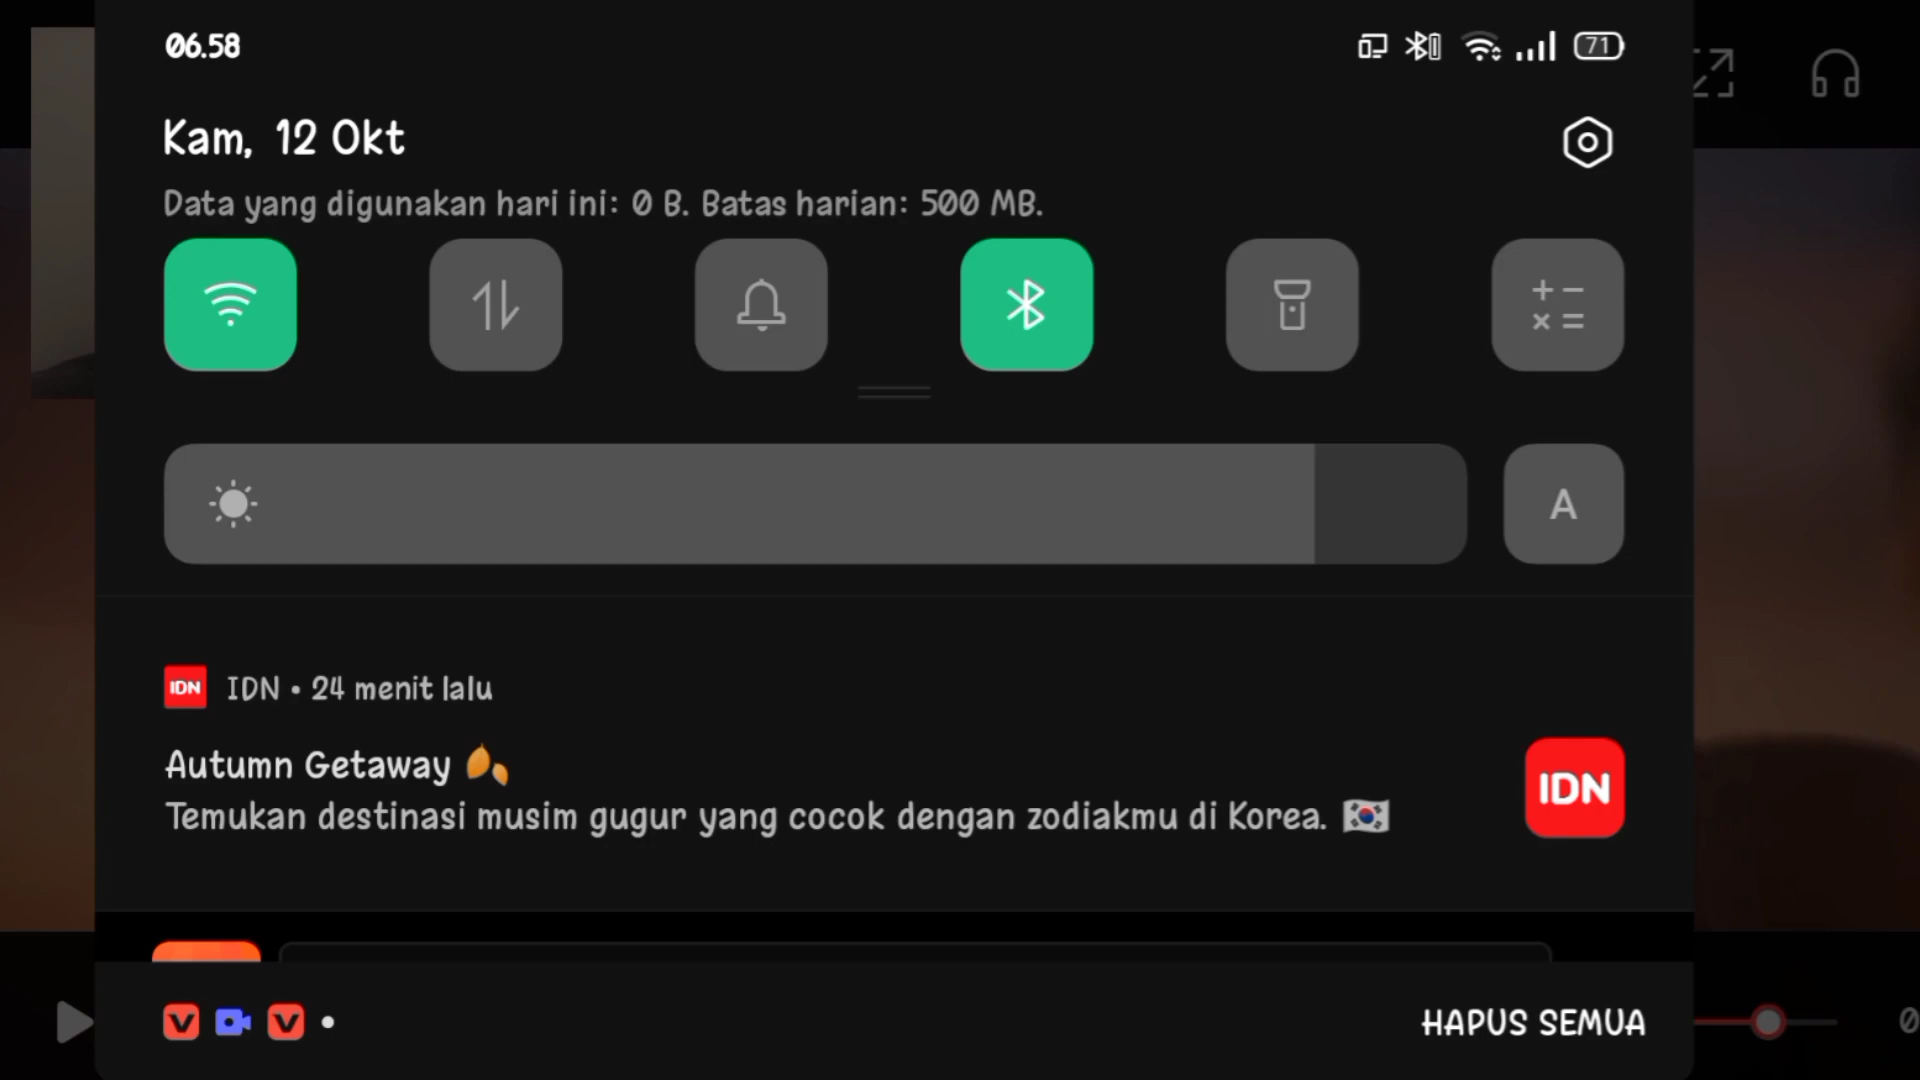 06.58
71
Kam, 12 Okt
Data yang digunakan hari ini: 0 B. Batas harian: 500 MB.
A
IDN
IDN • 24 menit lalu
Autumn Getaway
Temukan destinasi musim gugur yang cocok dengan zodiakmu di Korea.
IDN
HAPUS SEMUA